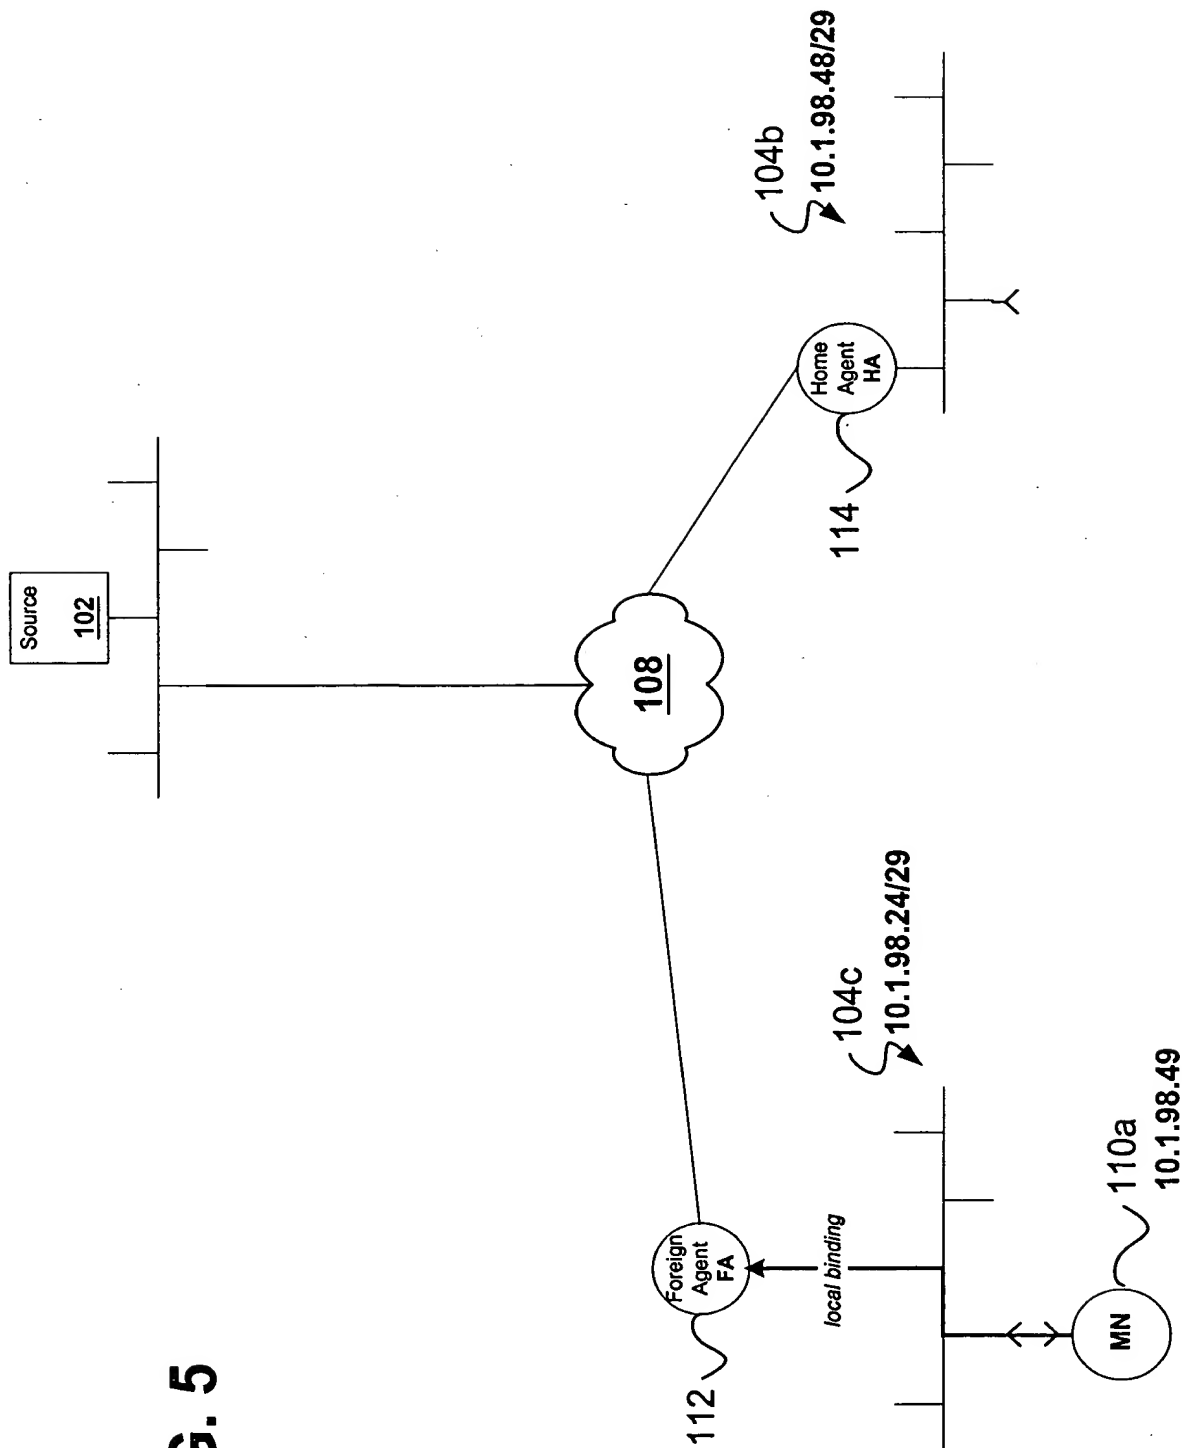 Source
102
108
104b
10.1.98.48/29
Home
Agent
HA
114
104c
10.1.98.24/29
Foreign
Agent
FA
112
local binding
MN
110a
10.1.98.49
G. 5